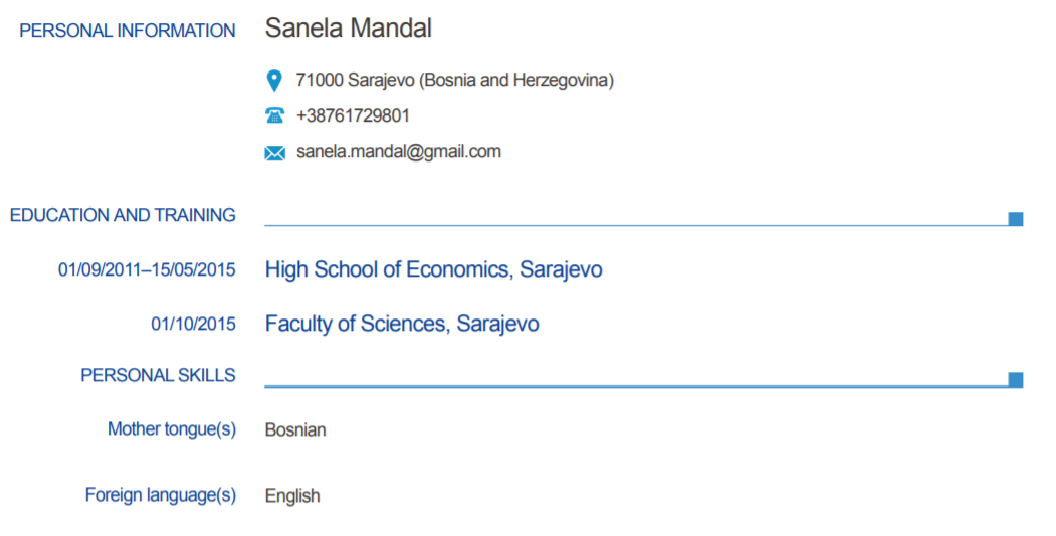 PERSONAL INFORMATION Sanela Mandal
71000 Sarajevo (Bosnia and Herzegovina)
+38761729801
sanela.mandal@gmail.com
EDUCATION AND TRAINING
01/09/2011–15/05/2015 High School of Economics, Sarajevo
01/10/2015 Faculty of Sciences, Sarajevo
PERSONAL SKILLS
Mother tongue(s) Bosnian
Foreign language(s) English